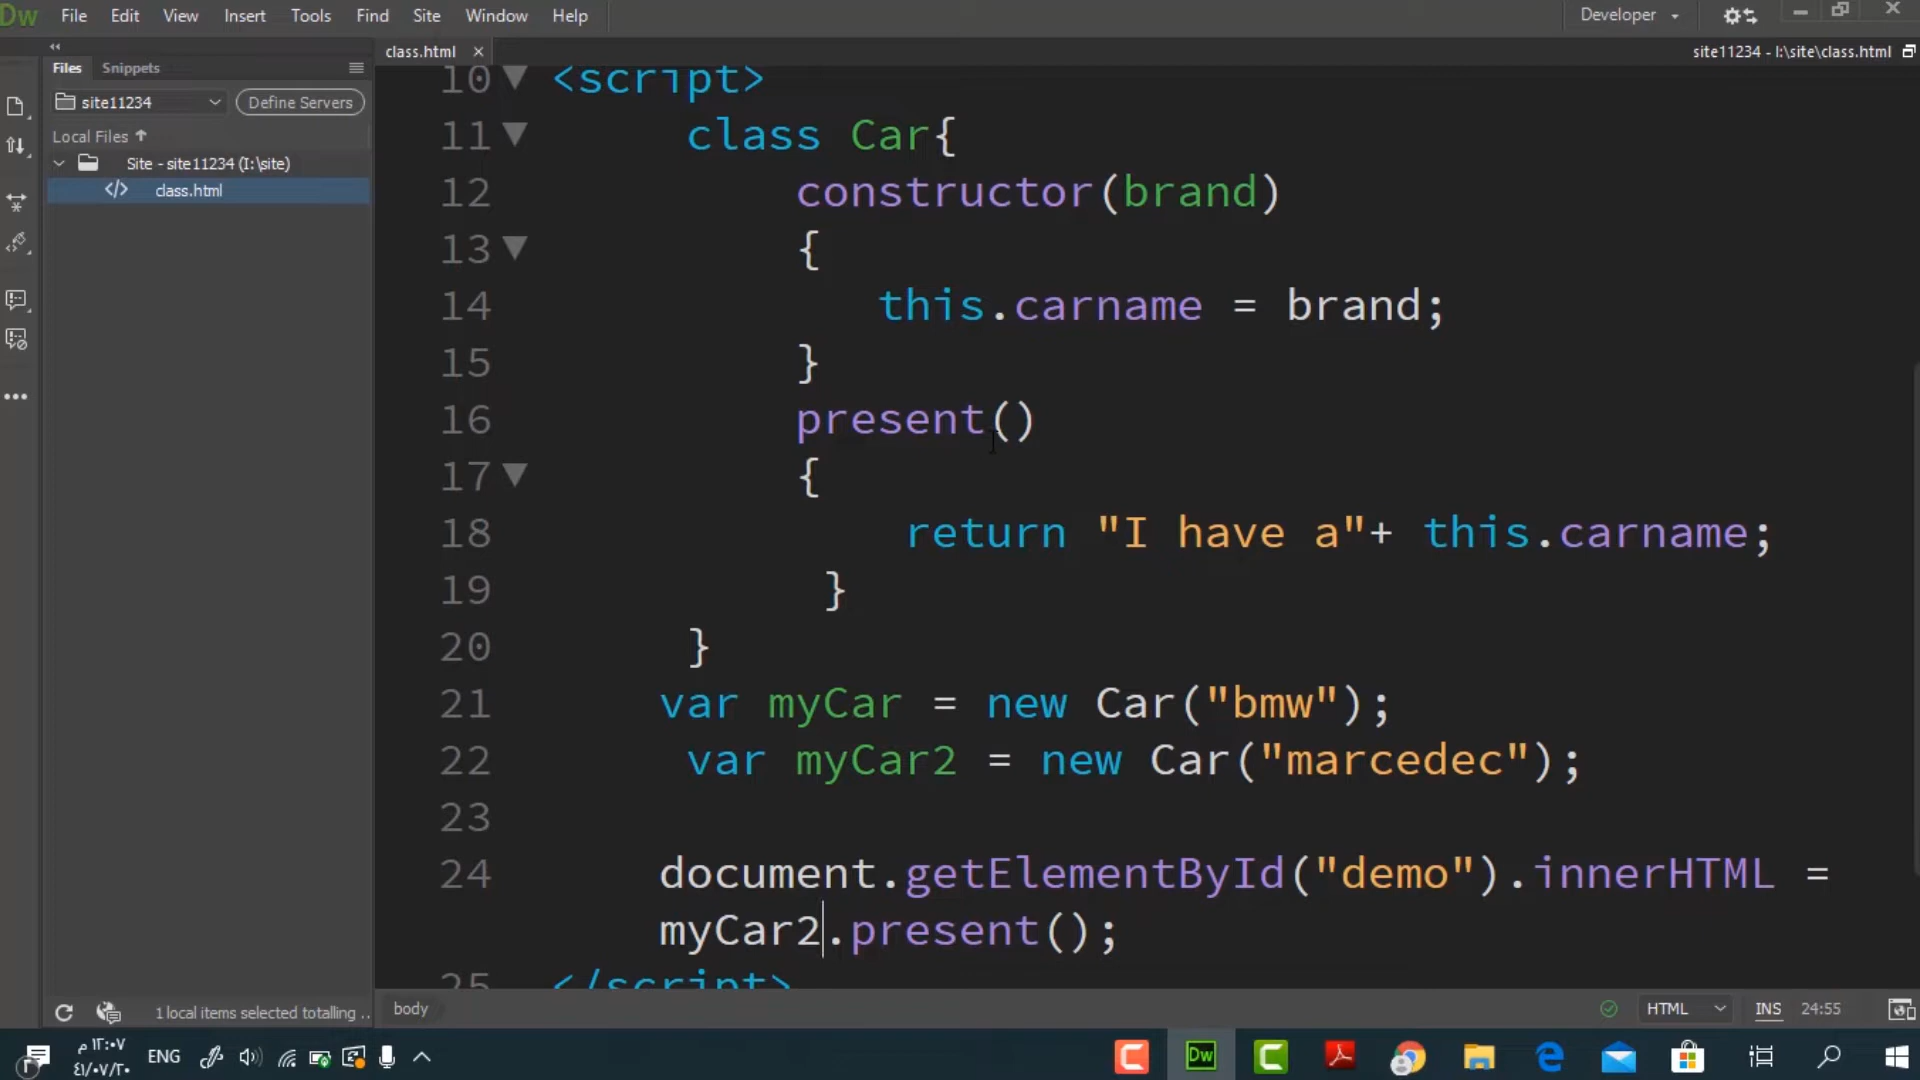 Dw File Edit View Insert Tools Find Site Window Help Developer
Files Snippets
class.html
site11234 - I:\site\class.html
site11234 Define Servers
Local Files
Site - site11234 (I:\site)
class.html
10 <script>
11 class Car{
12 constructor(brand)
13 {
14 this.carname = brand;
15 }
16 present()
17 {
18 return "I have a"+ this.carname;
19 }
20 }
21 var myCar = new Car("bmw");
22 var myCar2 = new Car("marcedec");
23
24 document.getElementById("demo").innerHTML =
myCar2.present();
25 </script>
1 local items selected totalling ..
body
HTML INS 24:55
ENG
Dw